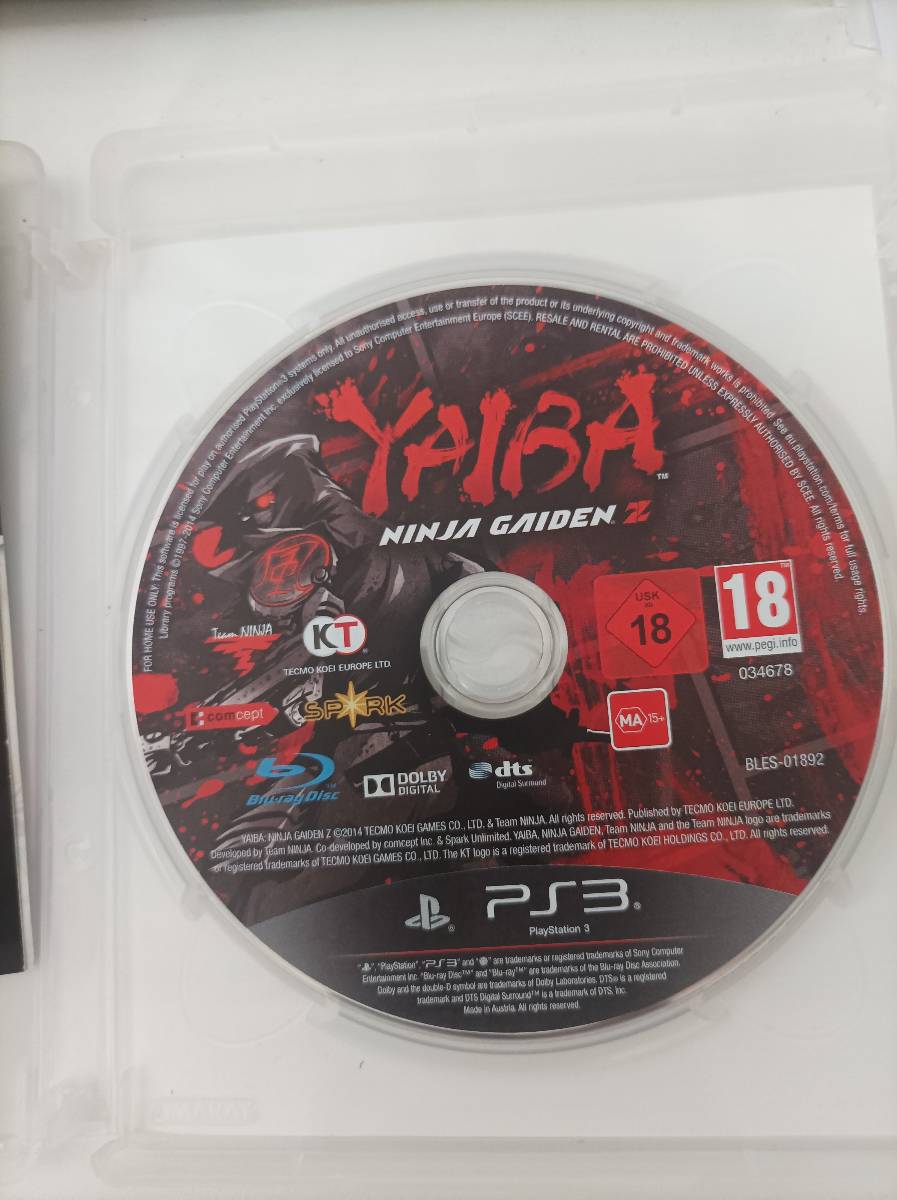 FOR HOME USE ONLY: This software is licensed for play on authorised PlayStation®3 systems only. All unauthorised access, use or transfer of the product or its underlying copyright and trademark works is prohibited. See eu.playstation.com/terms for full usage rights.
Library programs ©1997-2014 Sony Computer Entertainment Inc. exclusively licensed to Sony Computer Entertainment Europe (SCEE). RESALE AND RENTAL ARE PROHIBITED UNLESS EXPRESSLY AUTHORISED BY SCEE. All rights reserved.
YAIBA™
NINJA GAIDEN® Z
USK
ab
18
18™
www.pegi.info
034678
Team NINJA
KT®
TECMO KOEI EUROPE LTD.
comcept
SPARK
MA 15+
BLES-01892
Blu-ray Disc™
DOLBY
DIGITAL
dts
Digital Surround
YAIBA: NINJA GAIDEN Z ©2014 TECMO KOEI GAMES CO., LTD. & Team NINJA. All rights reserved. Published by TECMO KOEI EUROPE LTD.
Developed by Team NINJA. Co-developed by comcept Inc. & Spark Unlimited. YAIBA, NINJA GAIDEN, Team NINJA and the Team NINJA logo are trademarks
or registered trademarks of TECMO KOEI GAMES CO., LTD. The KT logo is a registered trademark of TECMO KOEI HOLDINGS CO., LTD. All rights reserved.
PS3®
PlayStation 3
", "PlayStation", "PS3" and " " are trademarks or registered trademarks of Sony Computer
Entertainment Inc. "Blu-ray Disc™" and "Blu-ray™" are trademarks of the Blu-ray Disc Association.
Dolby and the double-D symbol are trademarks of Dolby Laboratories. DTS® is a registered
trademark and DTS Digital Surround™ is a trademark of DTS, Inc.
Made in Austria. All rights reserved.